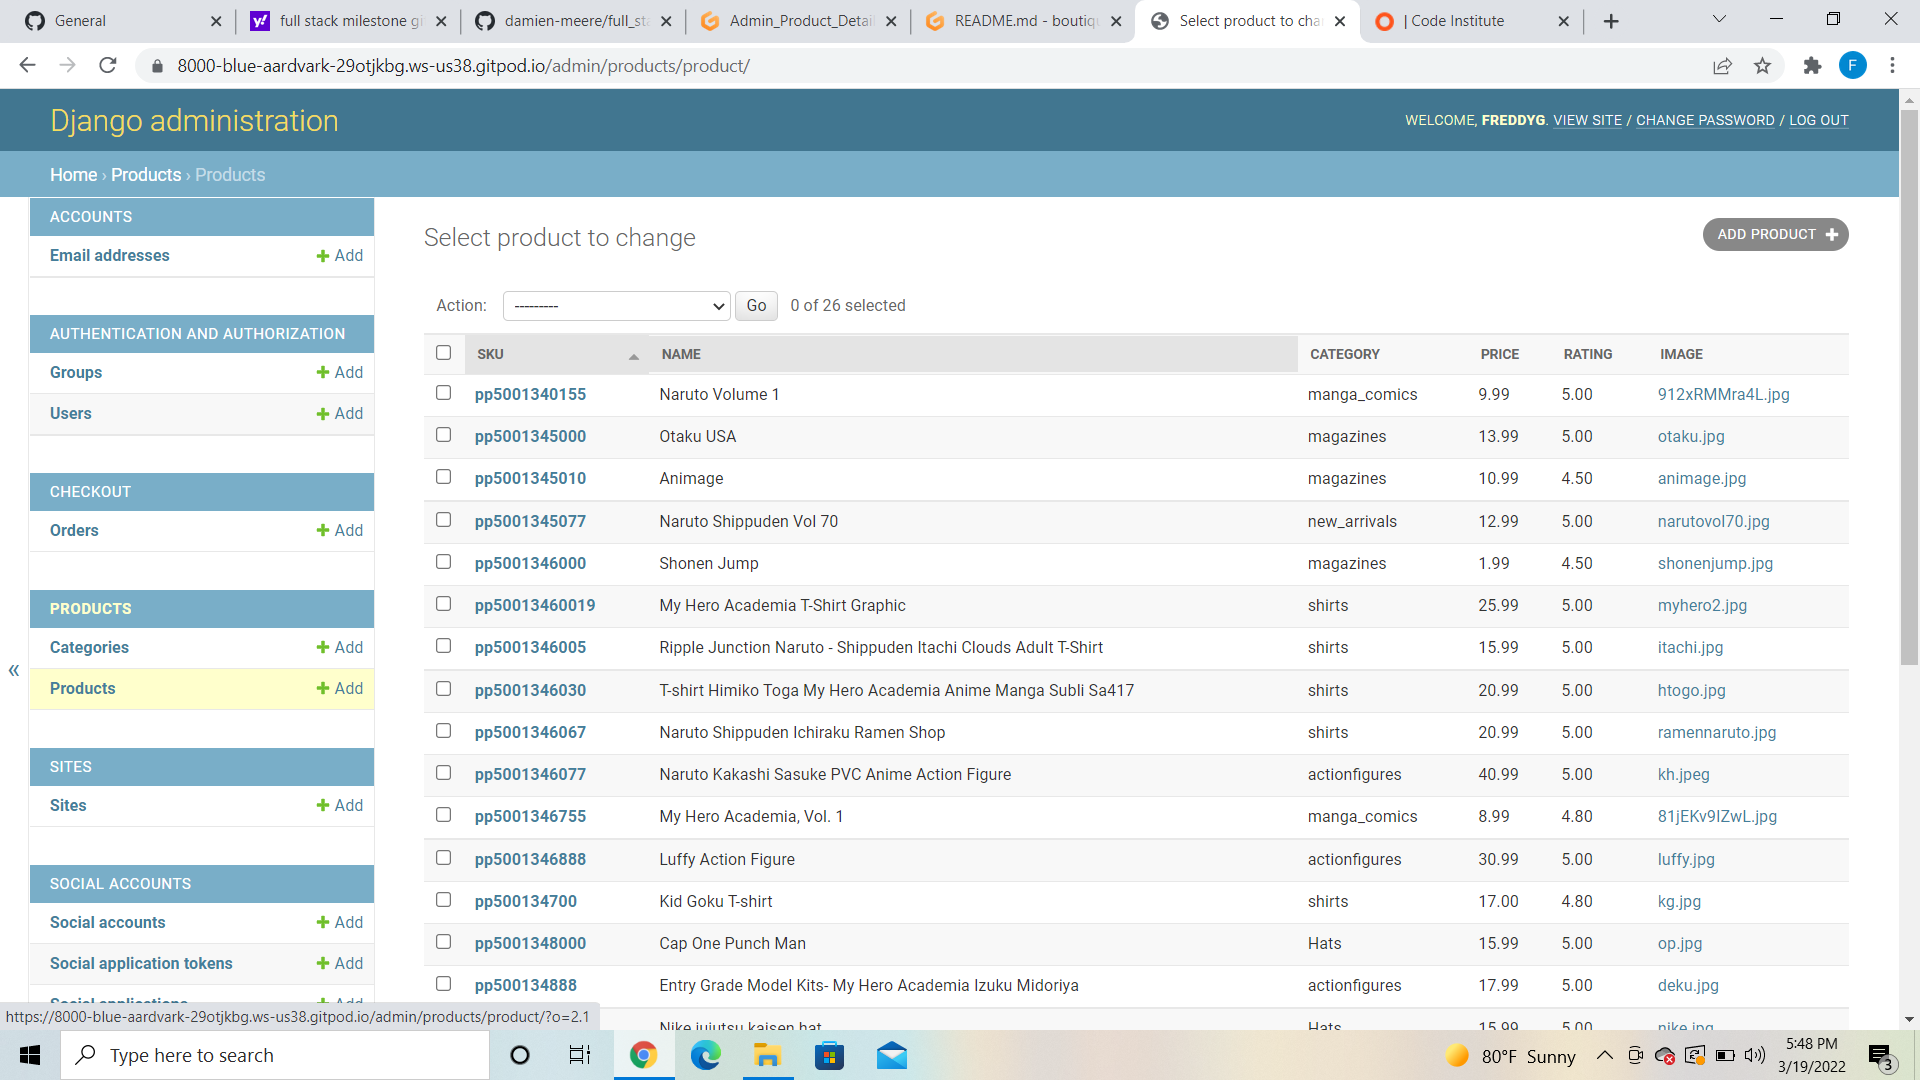 General
full stack milestone gi
damien-meere/full_sta
Admin_Product_Detai
README.md - boutiqu
Select product to cha
| Code Institute
8000-blue-aardvark-29otjkbg.ws-us38.gitpod.io/admin/products/product/
F
Django administration
WELCOME, FREDDYG. VIEW SITE / CHANGE PASSWORD / LOG OUT
Home › Products › Products
ACCOUNTS
Email addresses + Add
AUTHENTICATION AND AUTHORIZATION
Groups + Add
Users + Add
CHECKOUT
Orders + Add
PRODUCTS
Categories + Add
«
Products + Add
SITES
Sites + Add
SOCIAL ACCOUNTS
Social accounts + Add
Social application tokens + Add
Social applications + Add
Select product to change
ADD PRODUCT +
Action: --------- Go 0 of 26 selected
SKU NAME CATEGORY PRICE RATING IMAGE
pp5001340155 Naruto Volume 1 manga_comics 9.99 5.00 912xRMMra4L.jpg
pp5001345000 Otaku USA magazines 13.99 5.00 otaku.jpg
pp5001345010 Animage magazines 10.99 4.50 animage.jpg
pp5001345077 Naruto Shippuden Vol 70 new_arrivals 12.99 5.00 narutovol70.jpg
pp5001346000 Shonen Jump magazines 1.99 4.50 shonenjump.jpg
pp50013460019 My Hero Academia T-Shirt Graphic shirts 25.99 5.00 myhero2.jpg
pp5001346005 Ripple Junction Naruto - Shippuden Itachi Clouds Adult T-Shirt shirts 15.99 5.00 itachi.jpg
pp5001346030 T-shirt Himiko Toga My Hero Academia Anime Manga Subli Sa417 shirts 20.99 5.00 htogo.jpg
pp5001346067 Naruto Shippuden Ichiraku Ramen Shop shirts 20.99 5.00 ramennaruto.jpg
pp5001346077 Naruto Kakashi Sasuke PVC Anime Action Figure actionfigures 40.99 5.00 kh.jpeg
pp5001346755 My Hero Academia, Vol. 1 manga_comics 8.99 4.80 81jEKv9IZwL.jpg
pp5001346888 Luffy Action Figure actionfigures 30.99 5.00 luffy.jpg
pp500134700 Kid Goku T-shirt shirts 17.00 4.80 kg.jpg
pp5001348000 Cap One Punch Man Hats 15.99 5.00 op.jpg
pp500134888 Entry Grade Model Kits- My Hero Academia Izuku Midoriya actionfigures 17.99 5.00 deku.jpg
Nike jujutsu kaisen hat Hats 15.99 5.00 nike.jpg
https://8000-blue-aardvark-29otjkbg.ws-us38.gitpod.io/admin/products/product/?o=2.1
Type here to search
80°F Sunny
5:48 PM
3/19/2022
3